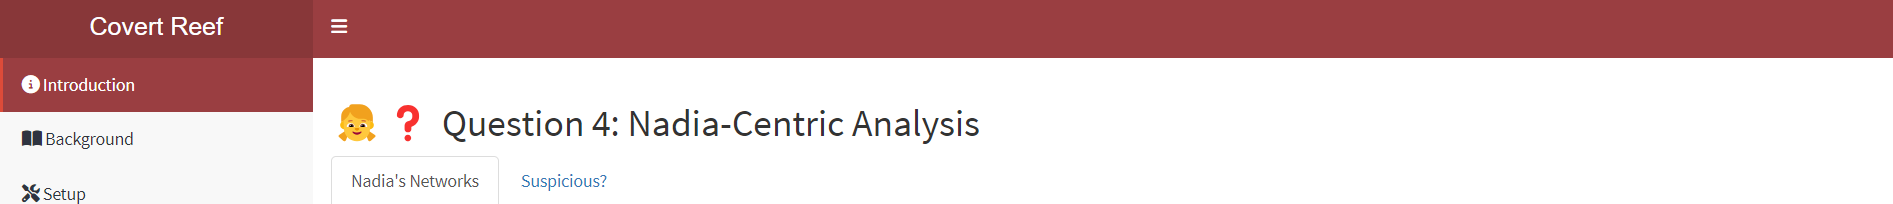 Covert Reef
Introduction
Background
Setup
Question 4: Nadia-Centric Analysis
Nadia's Networks
Suspicious?